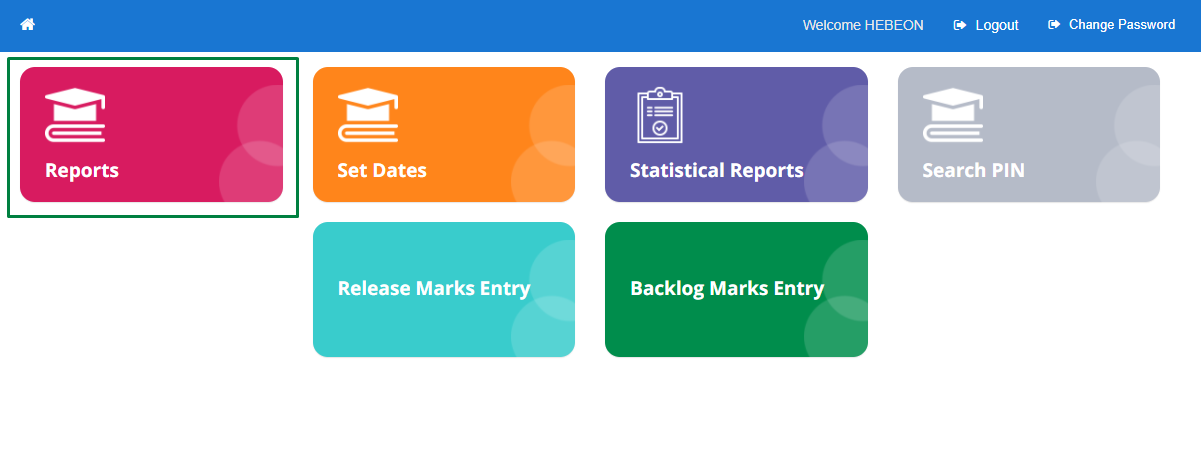 Welcome HEBEON
Logout
Change Password
Reports
Set Dates
Statistical Reports
Search PIN
Release Marks Entry
Backlog Marks Entry